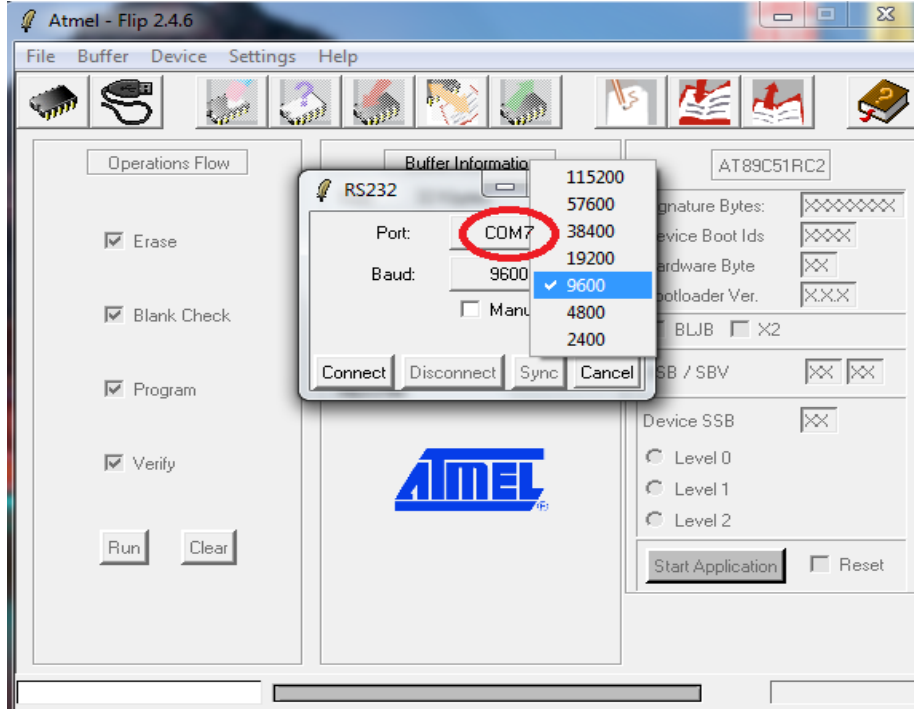 Atmel - Flip 2.4.6
File Buffer Device Settings Help
Operations Flow
Erase
Blank Check
Program
Verify
Run Clear
Buffer Informatio
RS232
Port: COM7
Baud: 9600
Manu
Connect Disconnect Sync Cancel
115200
57600
38400
19200
9600
4800
2400
ATMEL
AT89C51RC2
gnature Bytes: XXXXXXXX
evice Boot Ids XXXX
ardware Byte XX
ootloader Ver. X.X.X
BLJB X2
SB / SBV XX XX
Device SSB XX
Level 0
Level 1
Level 2
Start Application Reset